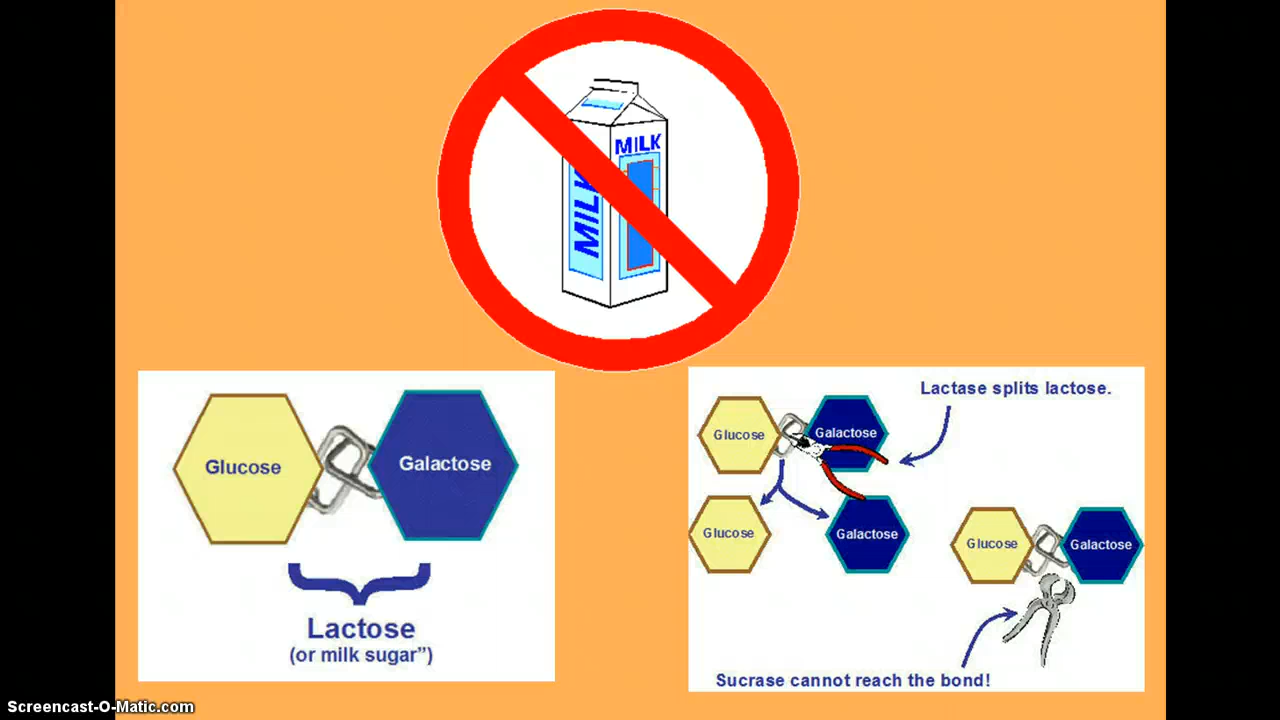 MILK
MILK
Glucose
Galactose
Lactose
(or milk sugar”)
Lactase splits lactose.
Glucose
Galactose
Glucose
Galactose
Glucose
Galactose
Sucrase cannot reach the bond!
Screencast-O-Matic.com